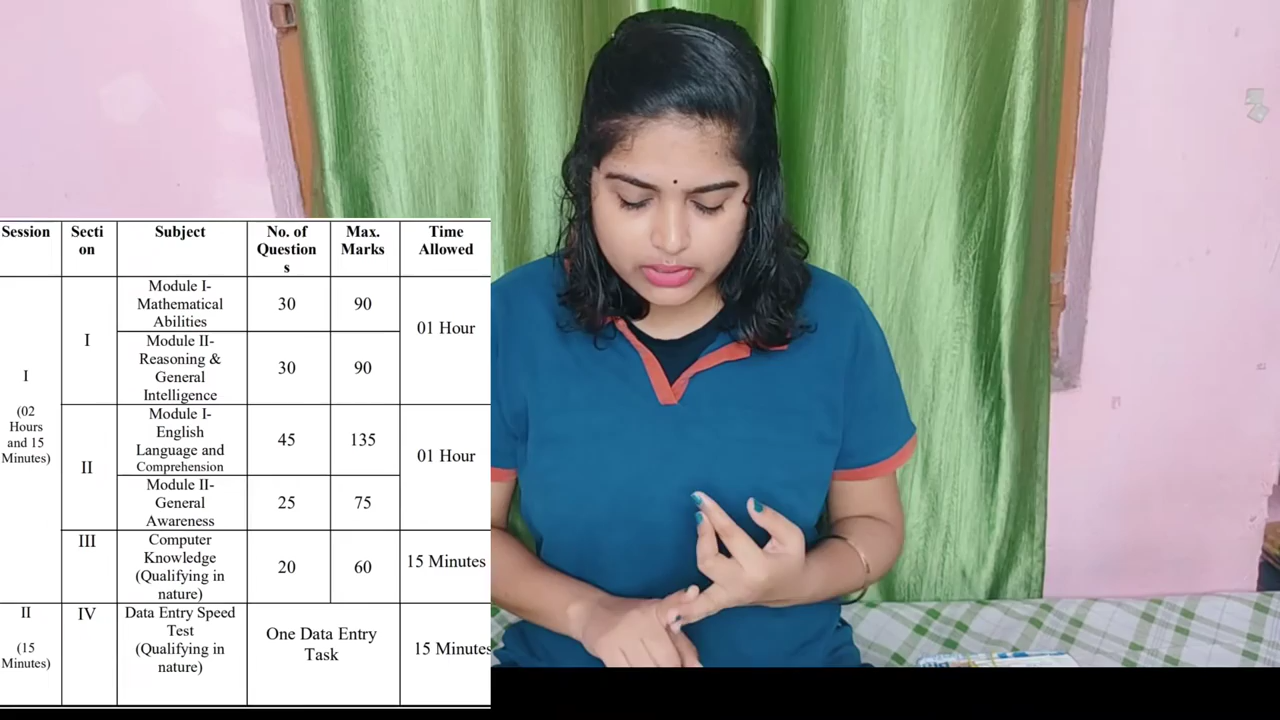 Session
Secti
on
Subject
No. of
Question
s
Max.
Marks
Time
Allowed
I
(02
Hours
and 15
Minutes)
I
Module I-
Mathematical
Abilities
30
90
01 Hour
Module II-
Reasoning &
General
Intelligence
30
90
II
Module I-
English
Language and
Comprehension
45
135
01 Hour
Module II-
General
Awareness
25
75
III
Computer
Knowledge
(Qualifying in
nature)
20
60
15 Minutes
II
(15
Minutes)
IV
Data Entry Speed
Test
(Qualifying in
nature)
One Data Entry
Task
15 Minutes